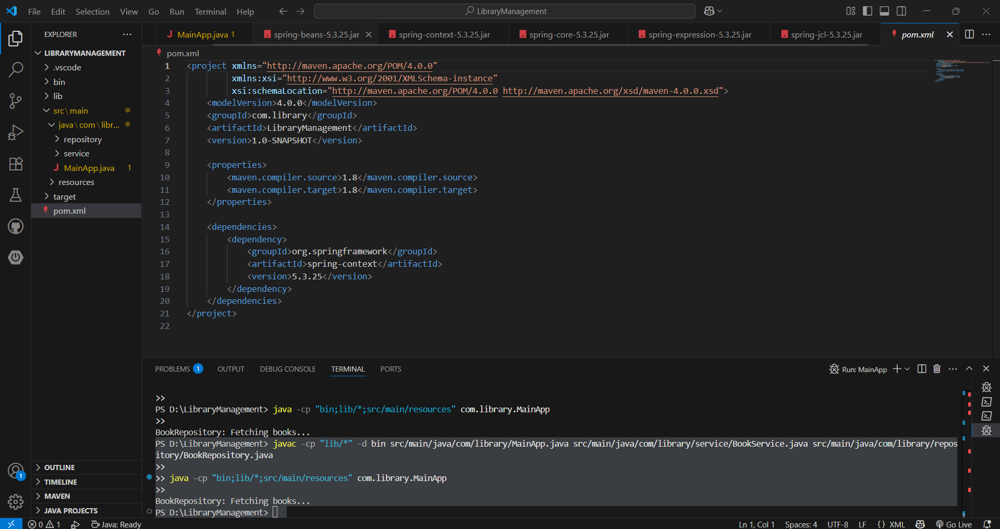 File Edit Selection View Go Run Terminal Help LibraryManagement
EXPLORER
LIBRARYMANAGEMENT
.vscode
bin
lib
src\main
java\com\libr...
repository
service
J MainApp.java 1
resources
target
pom.xml
OUTLINE
TIMELINE
MAVEN
JAVA PROJECTS
J MainApp.java 1 spring-beans-5.3.25.jar spring-context-5.3.25.jar spring-core-5.3.25.jar spring-expression-5.3.25.jar spring-jcl-5.3.25.jar pom.xml
pom.xml
1 <project xmlns="http://maven.apache.org/POM/4.0.0"
2 xmlns:xsi="http://www.w3.org/2001/XMLSchema-instance"
3 xsi:schemaLocation="http://maven.apache.org/POM/4.0.0 http://maven.apache.org/xsd/maven-4.0.0.xsd">
4 <modelVersion>4.0.0</modelVersion>
5 <groupId>com.library</groupId>
6 <artifactId>LibraryManagement</artifactId>
7 <version>1.0-SNAPSHOT</version>
8
9 <properties>
10 <maven.compiler.source>1.8</maven.compiler.source>
11 <maven.compiler.target>1.8</maven.compiler.target>
12 </properties>
13
14 <dependencies>
15 <dependency>
16 <groupId>org.springframework</groupId>
17 <artifactId>spring-context</artifactId>
18 <version>5.3.25</version>
19 </dependency>
20 </dependencies>
21 </project>
22
PROBLEMS 1 OUTPUT DEBUG CONSOLE TERMINAL PORTS Run: MainApp
>>
PS D:\LibraryManagement> java -cp "bin;lib/*;src/main/resources" com.library.MainApp
>>
BookRepository: Fetching books...
PS D:\LibraryManagement> javac -cp "lib/*" -d bin src/main/java/com/library/MainApp.java src/main/java/com/library/service/BookService.java src/main/java/com/library/repos
itory/BookRepository.java
>>
>> java -cp "bin;lib/*;src/main/resources" com.library.MainApp
>>
BookRepository: Fetching books...
PS D:\LibraryManagement>
1
0 1 Java: Ready Ln 1, Col 1 Spaces: 4 UTF-8 LF {} XML Go Live